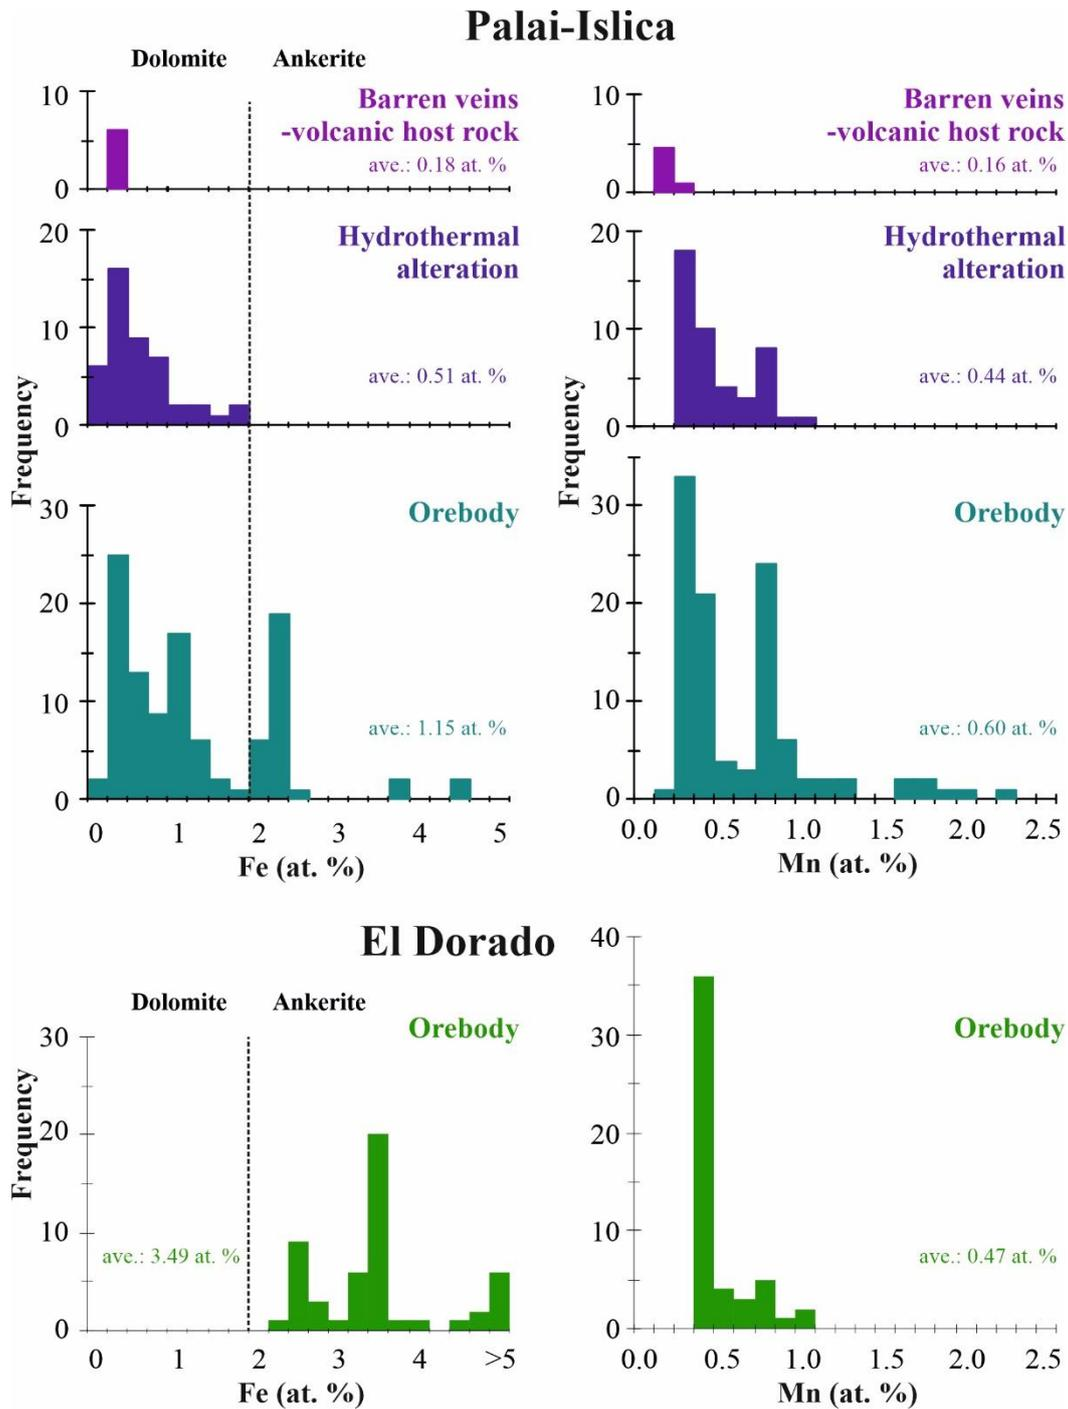 Palai-Islica
Dolomite Ankerite
10
0
Barren veins
-volcanic host rock
ave.: 0.18 at. %
10
0
Barren veins
-volcanic host rock
ave.: 0.16 at. %
20
10
0
Hydrothermal
alteration
ave.: 0.51 at. %
20
10
0
Hydrothermal
alteration
ave.: 0.44 at. %
Frequency
30
20
10
0
Orebody
ave.: 1.15 at. %
0 1 2 3 4 5
Fe (at. %)
Frequency
30
20
10
0
Orebody
ave.: 0.60 at. %
0.0 0.5 1.0 1.5 2.0 2.5
Mn (at. %)
El Dorado
Dolomite Ankerite
Orebody
Frequency
30
20
10
0
ave.: 3.49 at. %
0 1 2 3 4 >5
Fe (at. %)
40
30
20
10
0
Orebody
ave.: 0.47 at. %
0.0 0.5 1.0 1.5 2.0 2.5
Mn (at. %)